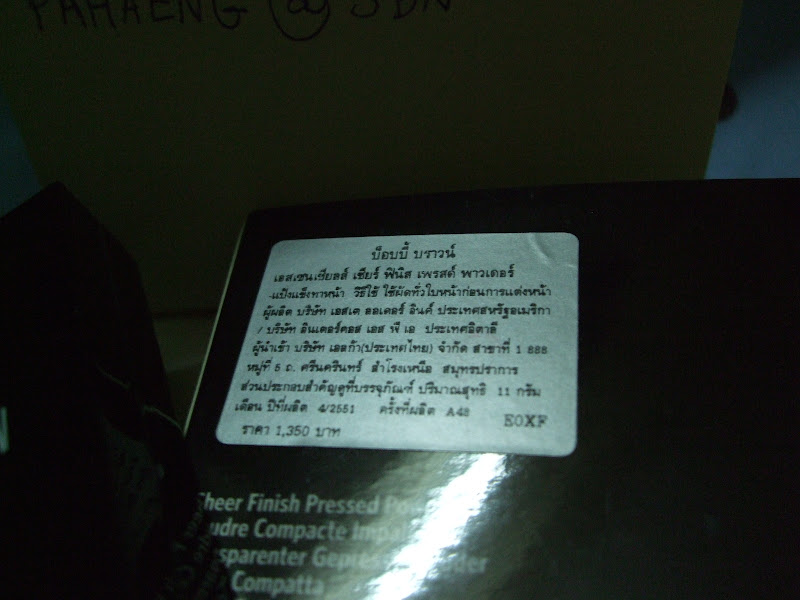 PAHAENG @ JBN
บ๊อบบี้ บราวน์
เอสเซนเชียลส์ เชียร์ ฟินิส เพรสด์ พาวเดอร์
-แป้งแข็งทาหน้า วิธีใช้ ใช้ผัดทั่วใบหน้าก่อนการแต่งหน้า
ผู้ผลิต บริษัท เอสเต ลอเดอร์ อิงค์ ประเทศสหรัฐอเมริกา
/ บริษัท อินเตอร์คอส เอส พี เอ ประเทศอิตาลี
ผู้นำเข้า บริษัท เอลก้า(ประเทศไทย) จำกัด สาขาที่ 1 888
หมู่ที่ 5 ถ. ศรีนครินทร์ สำโรงเหนือ สมุทรปราการ
ส่วนประกอบสำคัญดูที่บรรจุภัณฑ์ ปริมาณสุทธิ 11 กรัม
เดือน ปีที่ผลิต 4/2551 ครั้งที่ผลิต A48
EOXF
ราคา 1,350 บาท
Sheer Finish Pressed
Compacte
Compatta